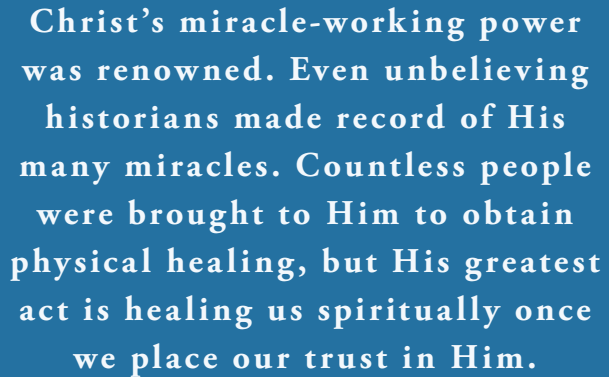 Christ’s miracle-working power
was renowned. Even unbelieving
historians made record of His
many miracles. Countless people
were brought to Him to obtain
physical healing, but His greatest
act is healing us spiritually once
we place our trust in Him.